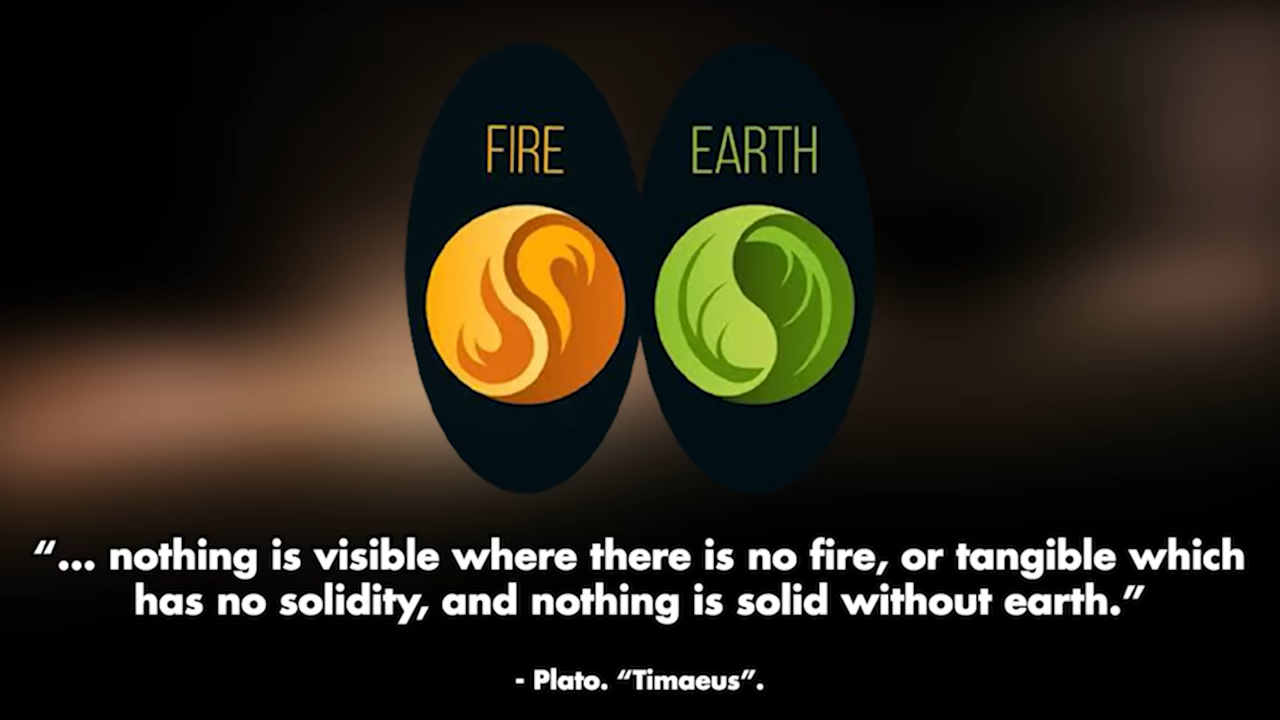 FIRE
EARTH
“... nothing is visible where there is no fire, or tangible which
has no solidity, and nothing is solid without earth.”
- Plato. “Timaeus”.